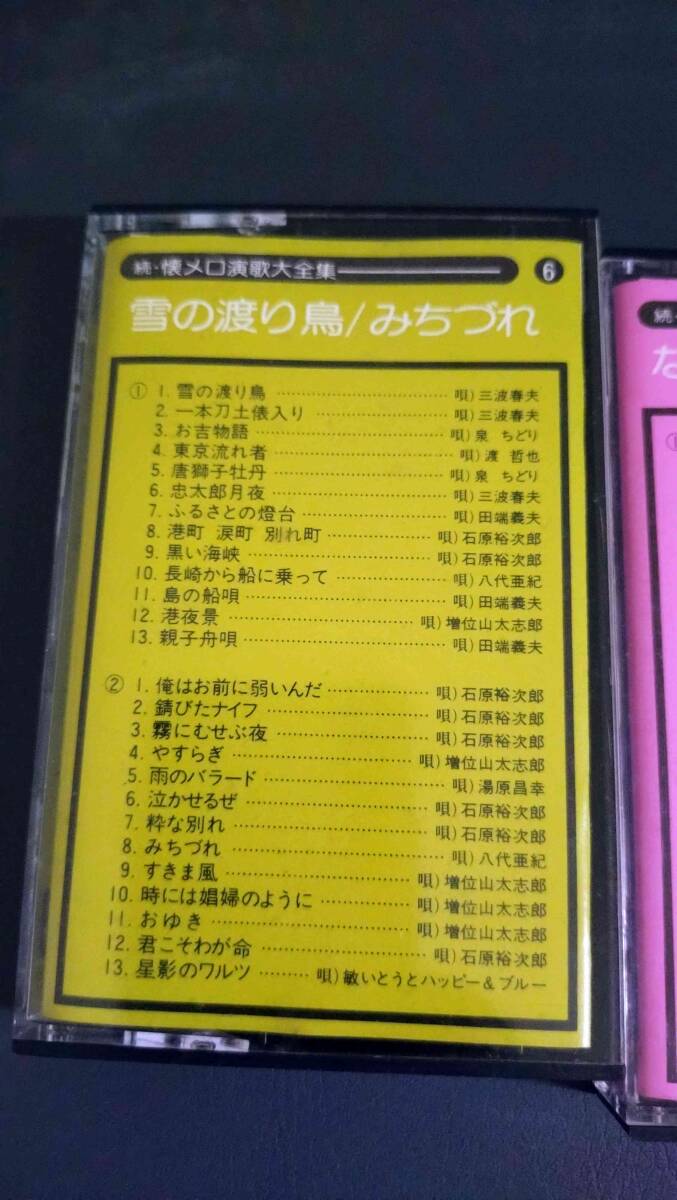 続・懐メロ演歌大全集 6
雪の渡り鳥/みちづれ
① 1. 雪の渡り鳥 唄)三波春夫
2. 一本刀土俵入り 唄)三波春夫
3. お吉物語 唄)泉 ちどり
4. 東京流れ者 唄)渡 哲也
5. 唐獅子牡丹 唄)泉 ちどり
6. 忠太郎月夜 唄)三波春夫
7. ふるさとの燈台 唄)田端義夫
8. 港町 涙町 別れ町 唄)石原裕次郎
9. 黒い海峡 唄)石原裕次郎
10. 長崎から船に乗って 唄)八代亜紀
11. 島の船唄 唄)田端義夫
12. 港夜景 唄)増位山太志郎
13. 親子舟唄 唄)田端義夫
② 1. 俺はお前に弱いんだ 唄)石原裕次郎
2. 錆びたナイフ 唄)石原裕次郎
3. 霧にむせぶ夜 唄)石原裕次郎
4. やすらぎ 唄)増位山太志郎
5. 雨のバラード 唄)湯原昌幸
6. 泣かせるぜ 唄)石原裕次郎
7. 粋な別れ 唄)石原裕次郎
8. みちづれ 唄)八代亜紀
9. すきま風 唄)増位山太志郎
10. 時には娼婦のように 唄)増位山太志郎
11. おゆき 唄)増位山太志郎
12. 君こそわが命 唄)石原裕次郎
13. 星影のワルツ 唄)敏いとうとハッピー&ブルー
続・
な